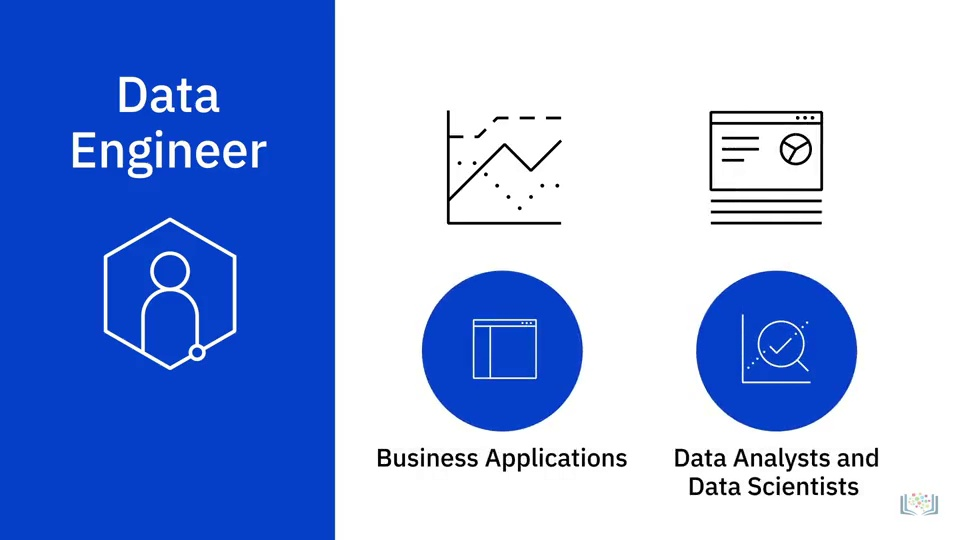 Data
Engineer
Business Applications
Data Analysts and
Data Scientists